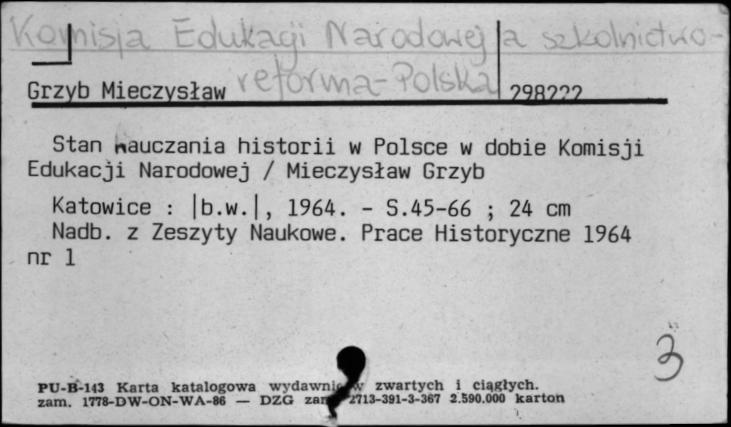 Komisja Edukacji Narodowej a szkolnictwo-
reforma-Polska
Grzyb Mieczysław 298222
Stan nauczania historii w Polsce w dobie Komisji
Edukacji Narodowej / Mieczysław Grzyb
Katowice : |b.w.|, 1964. - S.45-66 ; 24 cm
Nadb. z Zeszyty Naukowe. Prace Historyczne 1964
nr 1
3
PU-B-143 Karta katalogowa zwartych i ciągłych.
zam. 1778-DW-ON-WA-86 — DZG 2713-391-3-367 2.590.000 karton